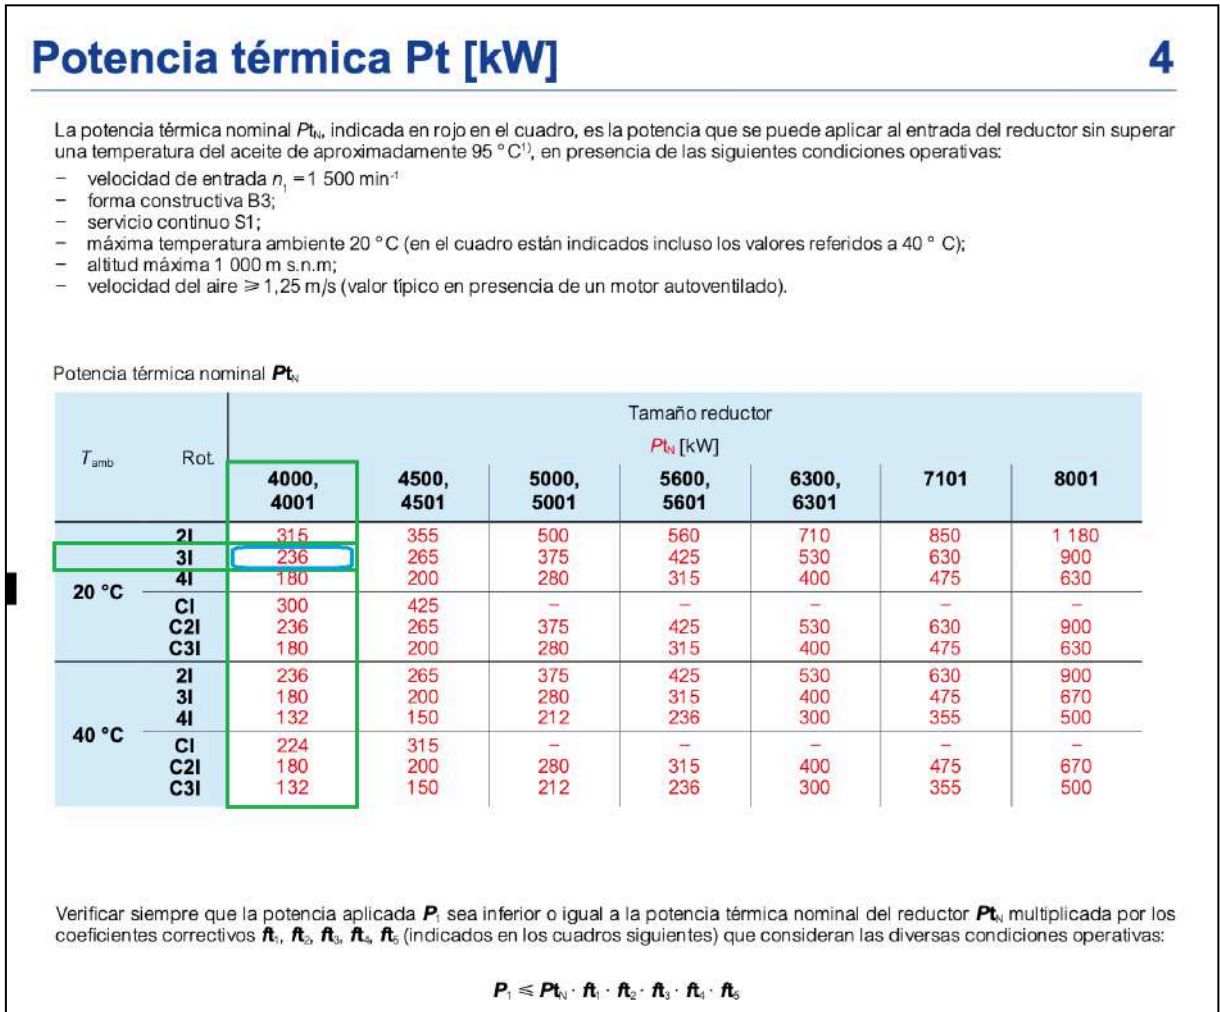 Potencia térmica Pt [kW] 4
La potencia térmica nominal Pt_N, indicada en rojo en el cuadro, es la potencia que se puede aplicar al entrada del reductor sin superar
una temperatura del aceite de aproximadamente 95 °C¹⁾, en presencia de las siguientes condiciones operativas:
– velocidad de entrada n₁ = 1 500 min⁻¹
– forma constructiva B3;
– servicio continuo S1;
– máxima temperatura ambiente 20 °C (en el cuadro están indicados incluso los valores referidos a 40 ° C);
– altitud máxima 1 000 m s.n.m;
– velocidad del aire ⩾ 1,25 m/s (valor típico en presencia de un motor autoventilado).
Potencia térmica nominal Pt_N
Tamaño reductor
T_amb Rot. Pt_N [kW]
4000, 4500, 5000, 5600, 6300, 7101 8001
4001 4501 5001 5601 6301
2I 315 355 500 560 710 850 1 180
3I 236 265 375 425 530 630 900
4I 180 200 280 315 400 475 630
20 °C
CI 300 425 – – – – –
C2I 236 265 375 425 530 630 900
C3I 180 200 280 315 400 475 630
2I 236 265 375 425 530 630 900
3I 180 200 280 315 400 475 670
4I 132 150 212 236 300 355 500
40 °C
CI 224 315 – – – – –
C2I 180 200 280 315 400 475 670
C3I 132 150 212 236 300 355 500
Verificar siempre que la potencia aplicada P₁ sea inferior o igual a la potencia térmica nominal del reductor Pt_N multiplicada por los
coeficientes correctivos ft₁, ft₂, ft₃, ft₄, ft₅ (indicados en los cuadros siguientes) que consideran las diversas condiciones operativas:
P₁ ⩽ Pt_N · ft₁ · ft₂ · ft₃ · ft₄ · ft₅